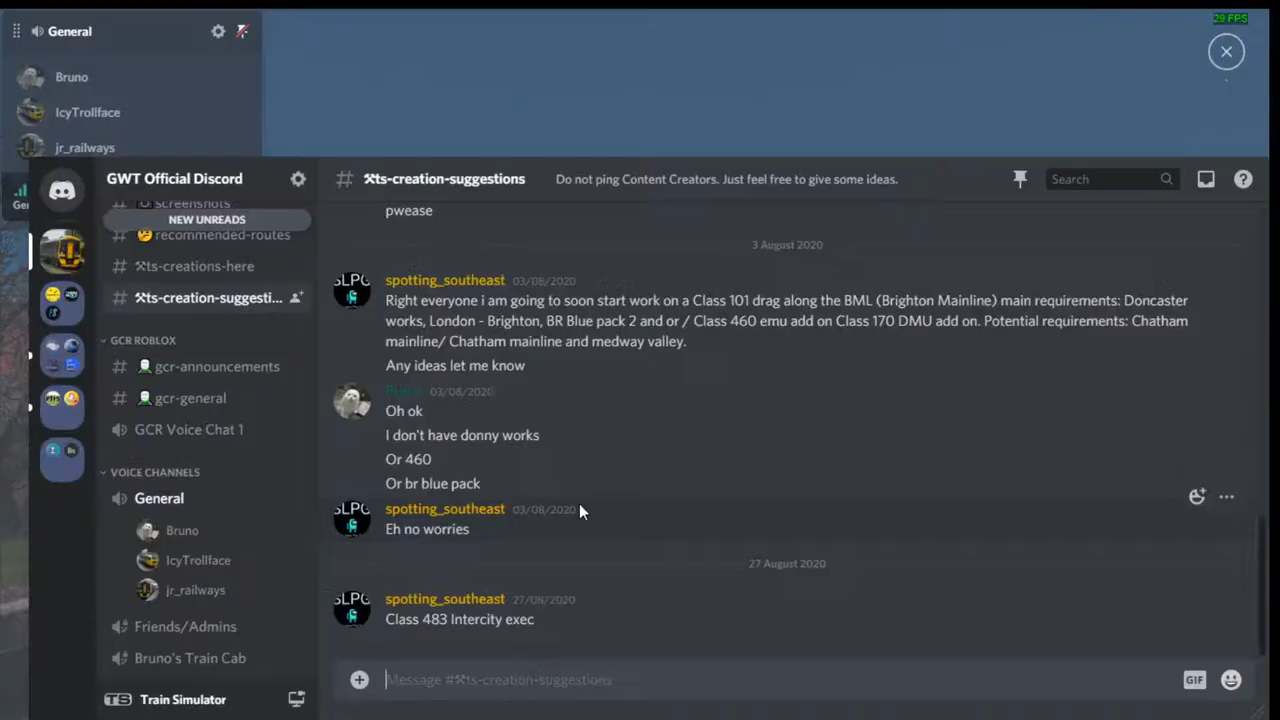 29 FPS
General
Bruno
IcyTrollface
jr_railways
Ge
GWT Official Discord
screenshots
NEW UNREADS
recommended-routes
ts-creations-here
ts-creation-suggesti...
GCR ROBLOX
gcr-announcements
gcr-general
GCR Voice Chat 1
VOICE CHANNELS
General
Bruno
IcyTrollface
jr_railways
Friends/Admins
Bruno's Train Cab
TS Train Simulator
ts-creation-suggestions Do not ping Content Creators. Just feel free to give some ideas.
Search
pwease
3 August 2020
spotting_southeast 03/08/2020
Right everyone i am going to soon start work on a Class 101 drag along the BML (Brighton Mainline) main requirements: Doncaster
works, London - Brighton, BR Blue pack 2 and or / Class 460 emu add on Class 170 DMU add on. Potential requirements: Chatham
mainline/ Chatham mainline and medway valley.
Any ideas let me know
Bruno 03/08/2020
Oh ok
I don't have donny works
Or 460
Or br blue pack
spotting_southeast 03/08/2020
Eh no worries
27 August 2020
spotting_southeast 27/08/2020
Class 483 Intercity exec
Message #ts-creation-suggestions
GIF